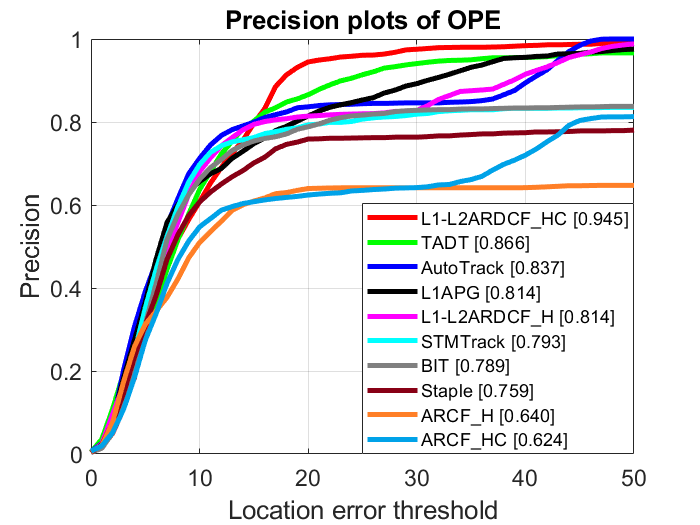 Precision plots of OPE
1
0.8
0.6
0.4
0.2
0
Precision
0 10 20 30 40 50
Location error threshold
L1-L2ARDCF_HC [0.945]
TADT [0.866]
AutoTrack [0.837]
L1APG [0.814]
L1-L2ARDCF_H [0.814]
STMTrack [0.793]
BIT [0.789]
Staple [0.759]
ARCF_H [0.640]
ARCF_HC [0.624]